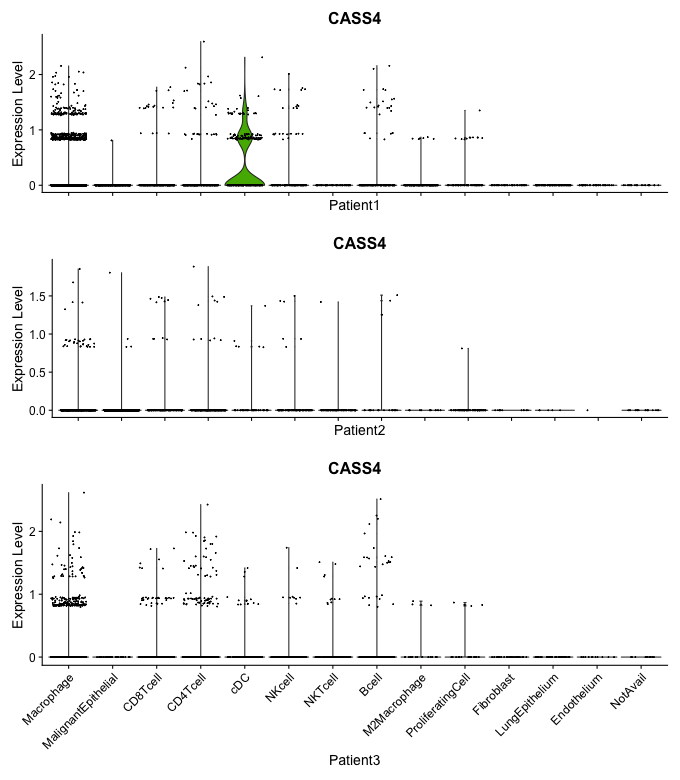 CASS4
Expression Level
2
1
0
Patient1
CASS4
Expression Level
1.5
1.0
0.5
0.0
Patient2
CASS4
Expression Level
2
1
0
Macrophage
MalignantEpithelial
CD8Tcell
CD4Tcell
cDC
NKcell
NKTcell
Bcell
M2Macrophage
ProliferatingCell
Fibroblast
LungEpithelium
Endothelium
NotAvail
Patient3